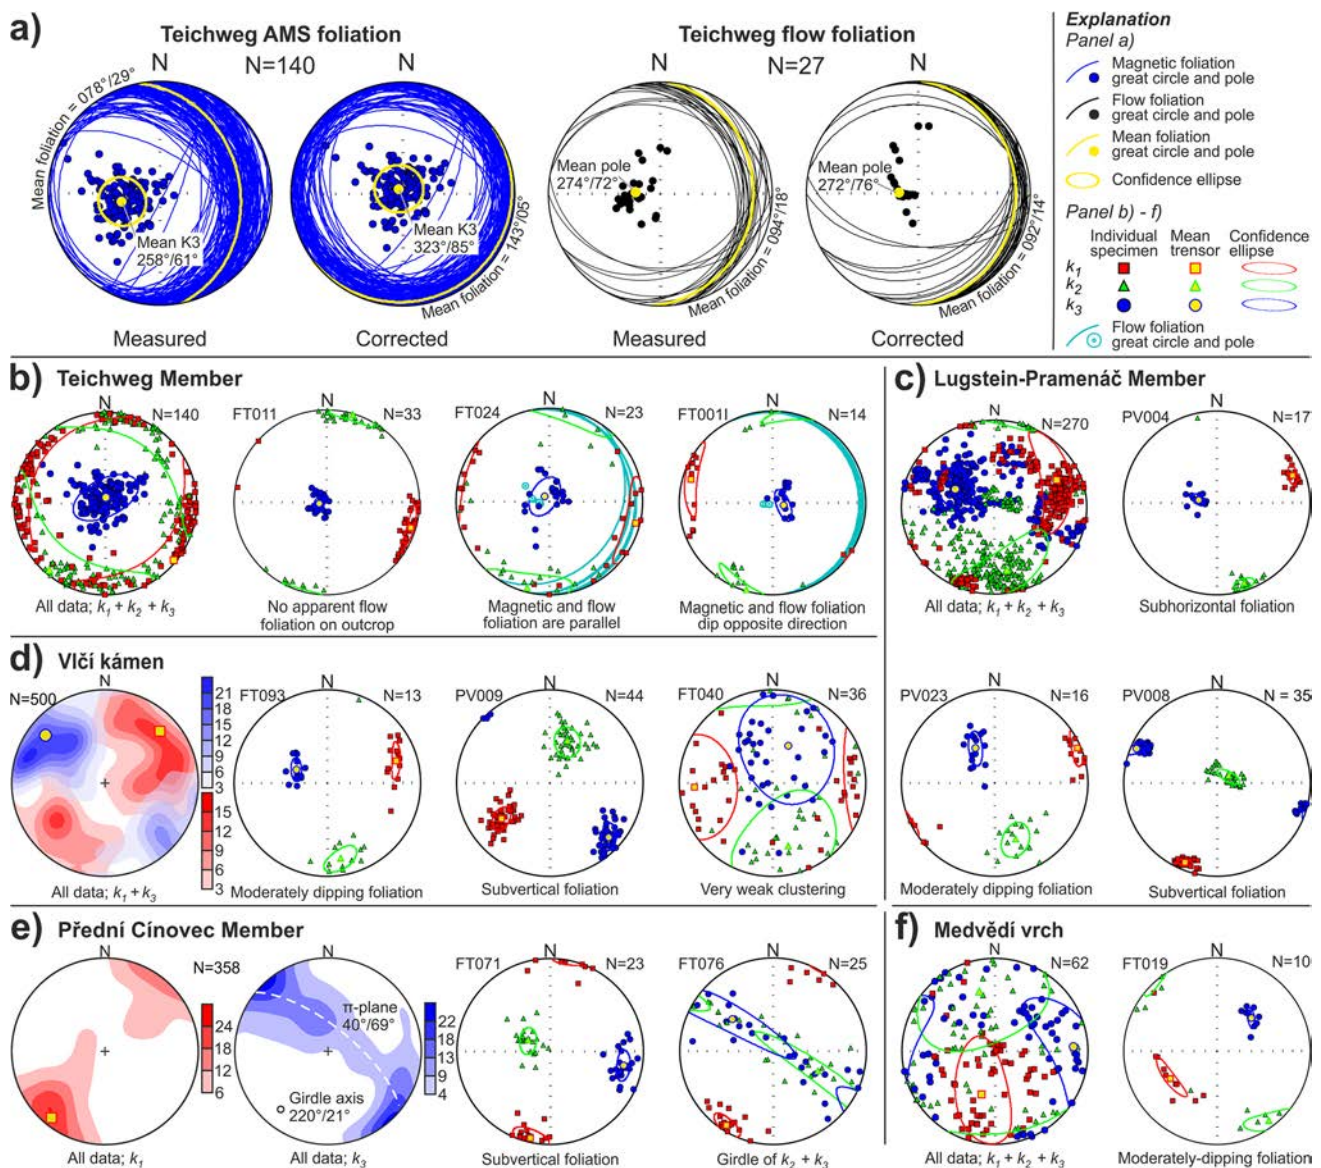 a) Teichweg AMS foliation
N=140
Teichweg flow foliation
N=27
N
N
N
N
Mean foliation = 078°/29°
Mean K3
258°/61°
Measured
Mean K3
323°/85°
Mean foliation = 143°/05°
Corrected
Mean pole
274°/72°
Mean foliation = 094°/18°
Measured
Mean pole
272°/76°
Mean foliation = 092°/14°
Corrected
Explanation
Panel a)
Magnetic foliation
great circle and pole
Flow foliation
great circle and pole
Mean foliation
great circle and pole
Confidence ellipse
Panel b) - f)
Individual
specimen
Mean
trensor
Confidence
ellipse
k1
k2
k3
Flow foliation
great circle and pole
b) Teichweg Member
N
N=140
All data; k1 + k2 + k3
FT011
N
N=33
No apparent flow
foliation on outcrop
FT024
N
N=23
Magnetic and flow
foliation are parallel
FT001I
N
N=14
Magnetic and flow foliation
dip opposite direction
c) Lugstein-Pramenáč Member
N
N=270
All data; k1 + k2 + k3
PV004
N
N=17
Subhorizontal foliation
PV023
N
N=16
Moderately dipping foliation
PV008
N
N = 35
Subvertical foliation
d) Vlčí kámen
N=500
N
21
18
15
12
9
6
3
15
12
9
6
3
All data; k1 + k3
FT093
N
N=13
Moderately dipping foliation
PV009
N
N=44
Subvertical foliation
FT040
N
N=36
Very weak clustering
e) Přední Cínovec Member
N
N=358
24
18
12
6
All data; k1
N
π-plane
40°/69°
Girdle axis
220°/21°
22
18
13
9
4
All data; k3
FT071
N
N=23
Subvertical foliation
FT076
N
N=25
Girdle of k2 + k3
f) Medvědí vrch
N
N=62
All data; k1 + k2 + k3
FT019
N
N=10
Moderately-dipping foliation